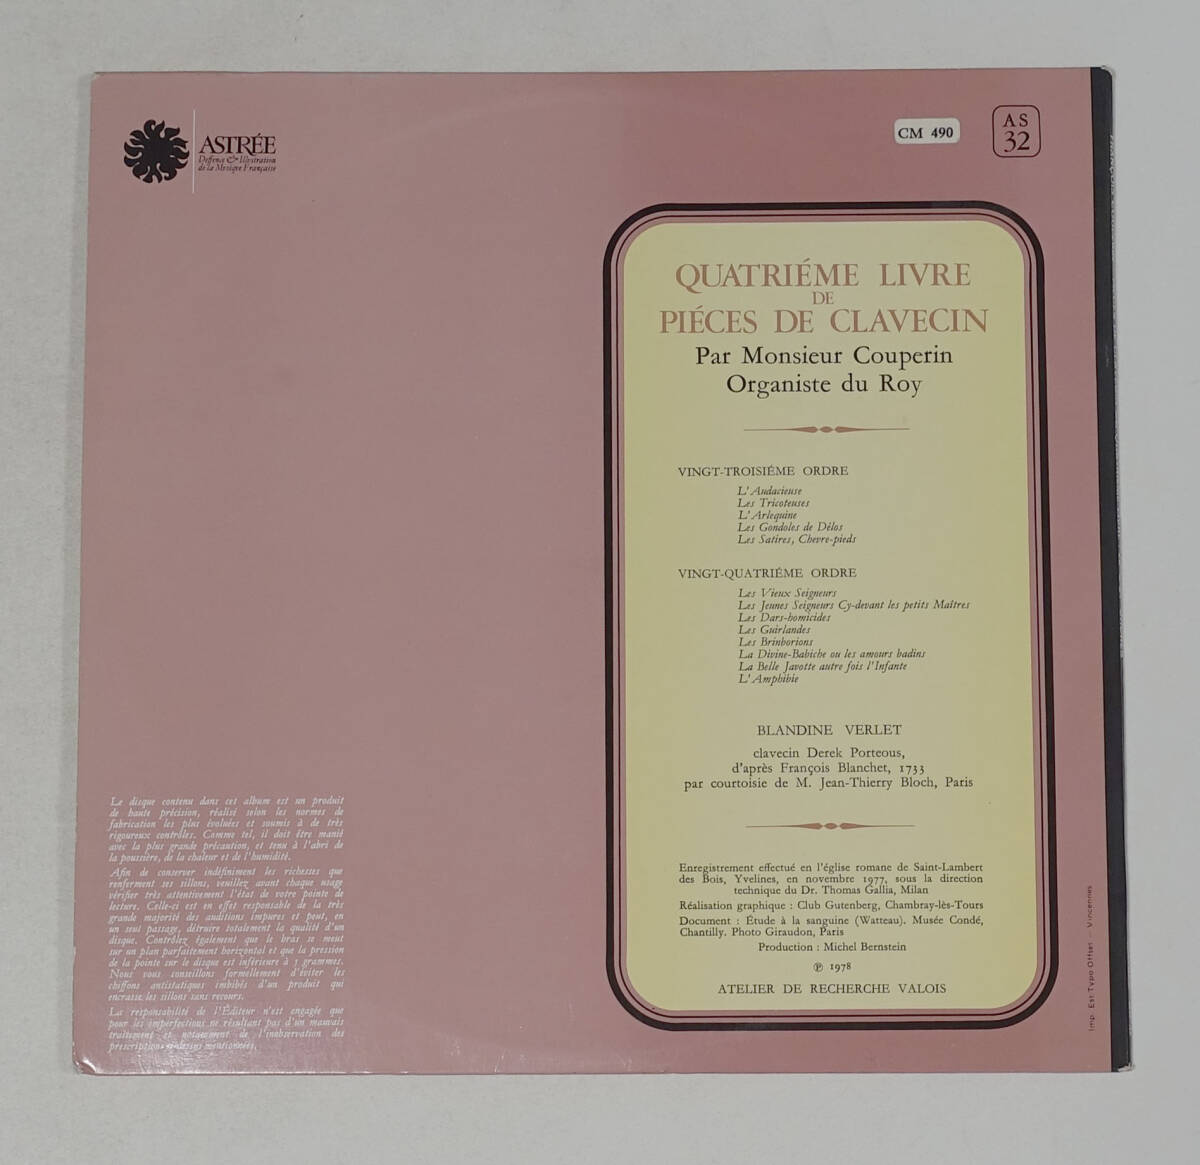 ASTRÉE
Deffence & Illustration
de la Musique Française
CM 490
AS
32
QUATRIÉME LIVRE
DE
PIÉCES DE CLAVECIN
Par Monsieur Couperin
Organiste du Roy
VINGT-TROISIÉME ORDRE
L'Audacieuse
Les Tricoteuses
L'Arlequine
Les Gondoles de Délos
Les Satires, Chevre-pieds
VINGT-QUATRIÉME ORDRE
Les Vieux Seigneurs
Les Jeunes Seigneurs Cy-devant les petits Maîtres
Les Dars-homicides
Les Guirlandes
Les Brinborions
La Divine-Babiche ou les amours badins
La Belle Javotte autre fois l'Infante
L'Amphibie
BLANDINE VERLET
clavecin Derek Porteous,
d'après François Blanchet, 1733
par courtoisie de M. Jean-Thierry Bloch, Paris
Enregistrement effectué en l'église romane de Saint-Lambert
des Bois, Yvelines, en novembre 1977, sous la direction
technique du Dr. Thomas Gallia, Milan
Réalisation graphique : Club Gutenberg, Chambray-lès-Tours
Document : Étude à la sanguine (Watteau). Musée Condé,
Chantilly. Photo Giraudon, Paris
Production : Michel Bernstein
℗ 1978
ATELIER DE RECHERCHE VALOIS
Le disque contenu dans cet album est un produit
de haute précision, réalisé selon les normes de
fabrication les plus évoluées et soumis à de très
rigoureux contrôles. Comme tel, il doit être manié
avec la plus grande précaution, et tenu à l'abri de
la poussière, de la chaleur et de l'humidité.
Afin de conserver indéfiniment les richesses que
renferment ses sillons, veuillez avant chaque usage
vérifier très attentivement l'état de votre pointe de
lecture. Celle-ci est en effet responsable de la très
grande majorité des auditions impures et peut, en
un seul passage, détruire totalement la qualité d'un
disque. Contrôlez également que le bras se meut
sur un plan parfaitement horizontal et que la pression
de la pointe sur le disque est inférieure à 3 grammes.
Nous vous conseillons formellement d'éviter les
chiffons antistatiques imbibés d'un produit qui
encrasse les sillons sans recours.
La responsabilité de l'Éditeur n'est engagée que
pour les imperfections ne résultant pas d'un mauvais
traitement et notamment de l'inobservation des
prescriptions ci-dessus mentionnées.
Imp. Est Typo-Offset - Vincennes